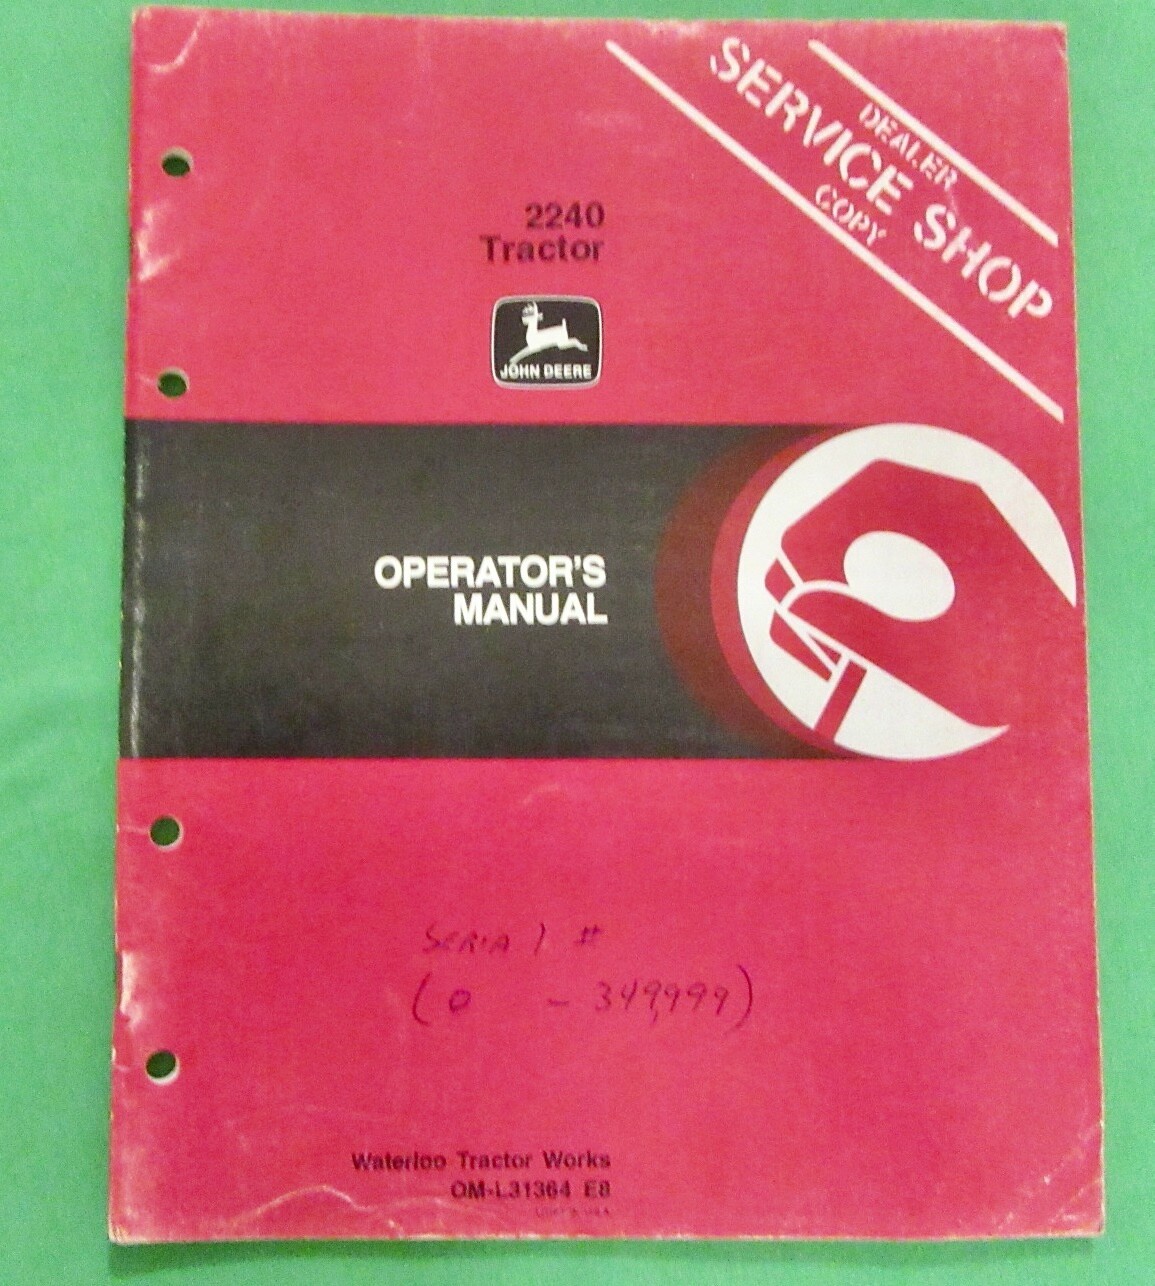 DEALER
SERVICE SHOP
COPY
2240
Tractor
JOHN DEERE
OPERATOR'S
MANUAL
SERIAl #
(0 - 349,999)
Waterloo Tractor Works
OM-L31364 E8